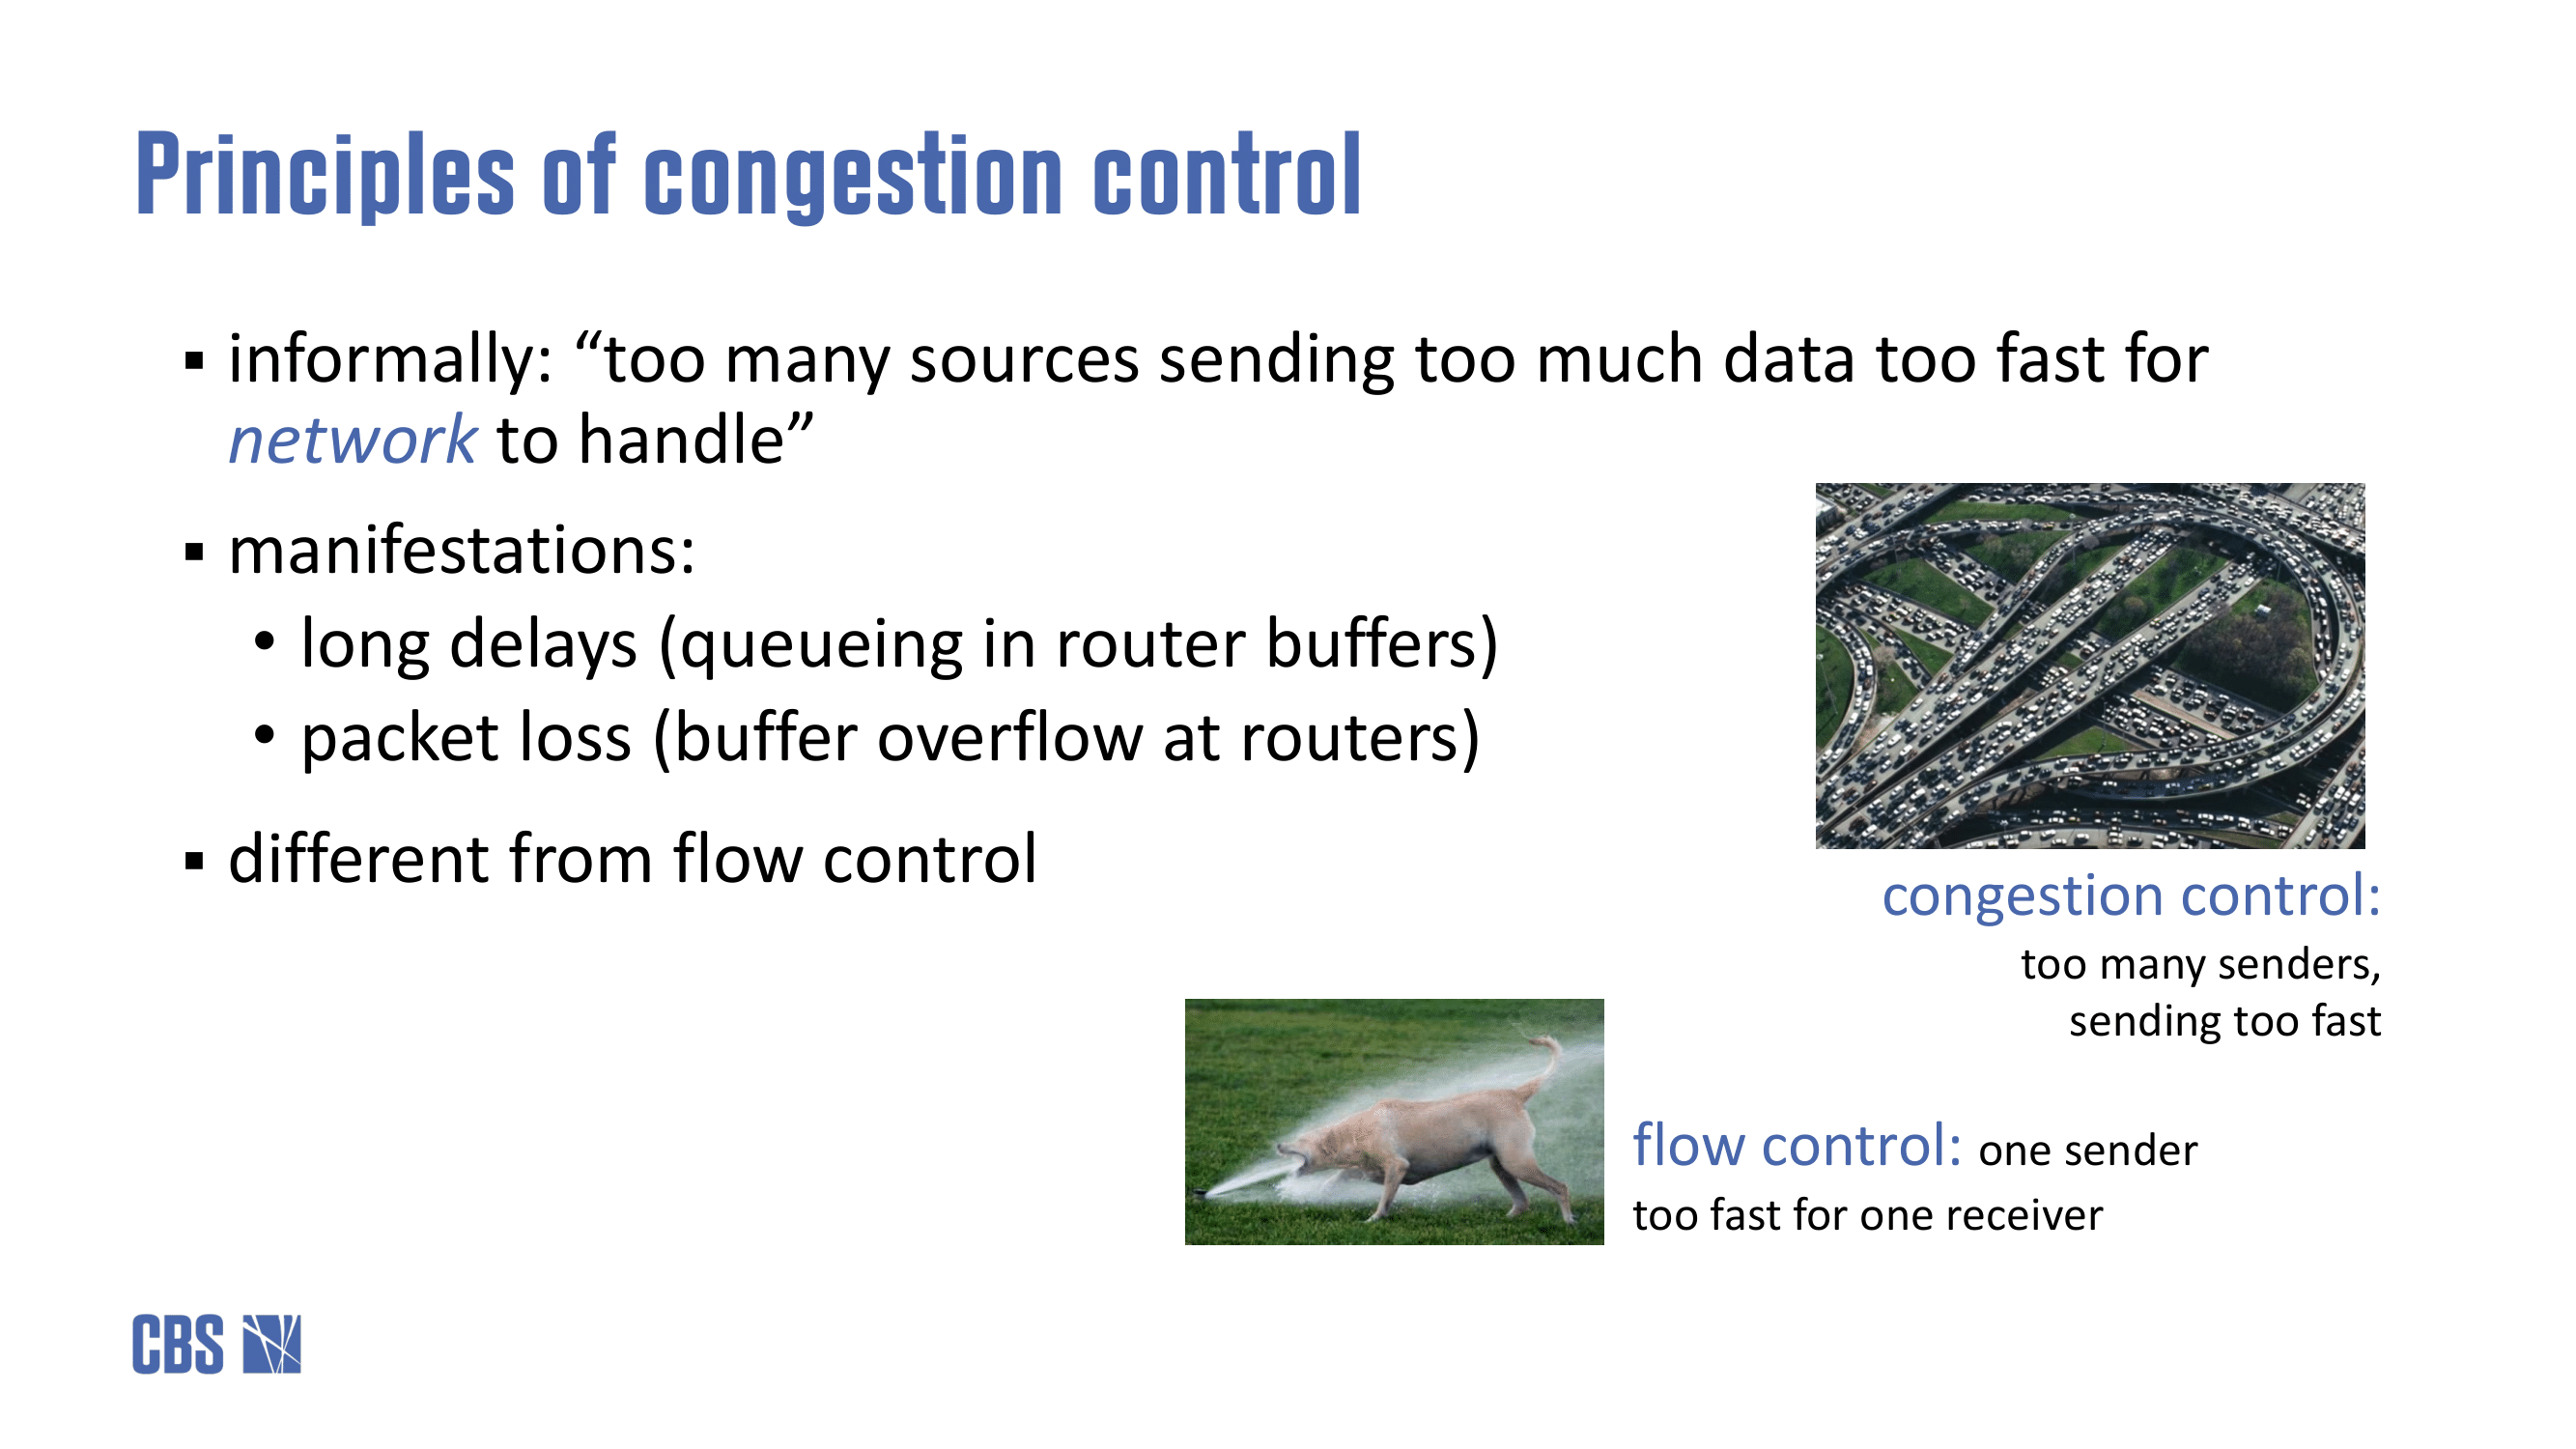 Principles of congestion control
▪ informally: “too many sources sending too much data too fast for
network to handle”
▪ manifestations:
• long delays (queueing in router buffers)
• packet loss (buffer overflow at routers)
▪ different from flow control
congestion control:
too many senders,
sending too fast
flow control: one sender
too fast for one receiver
CBS